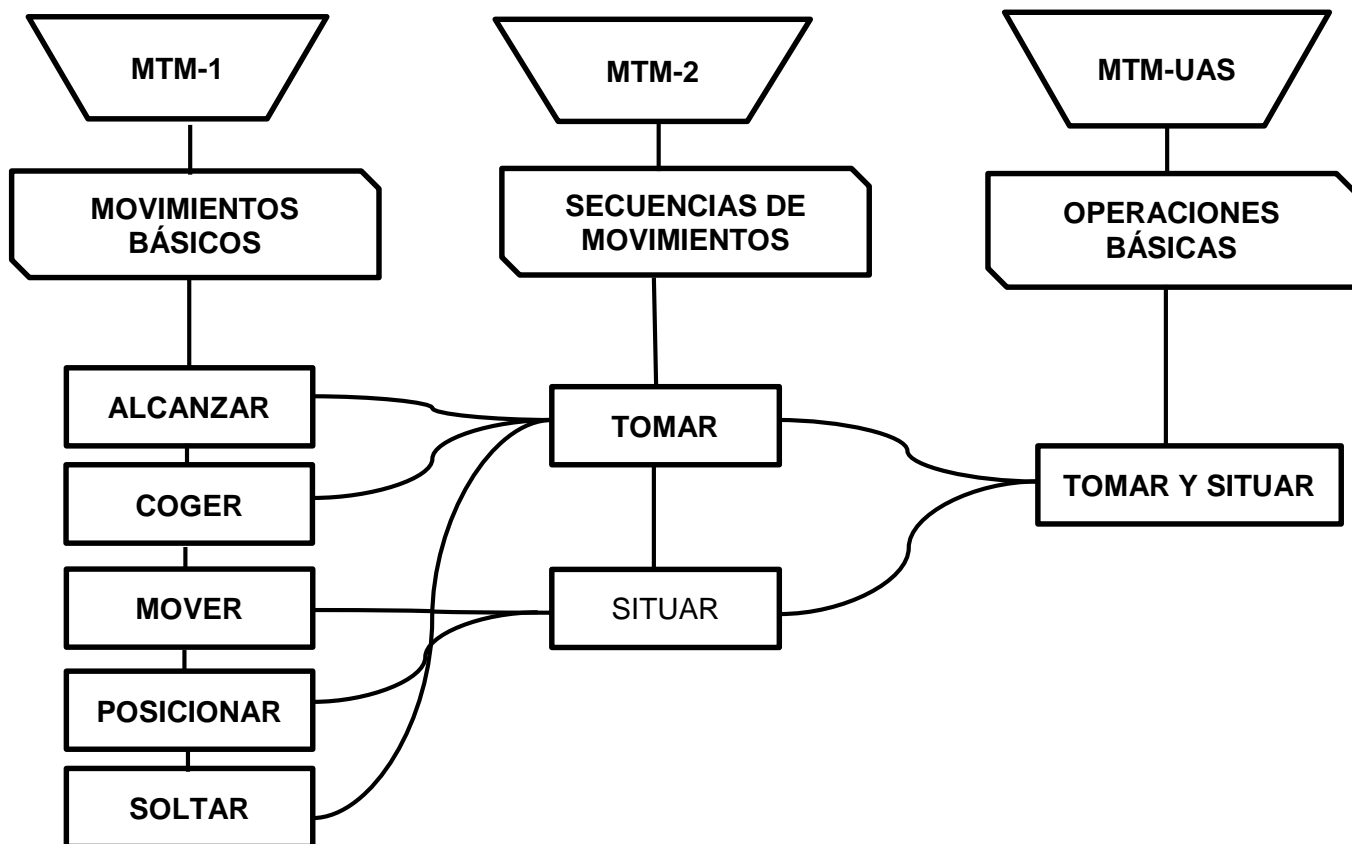 MTM-1
MTM-2
MTM-UAS
MOVIMIENTOS
BÁSICOS
SECUENCIAS DE
MOVIMIENTOS
OPERACIONES
BÁSICAS
ALCANZAR
COGER
MOVER
POSICIONAR
SOLTAR
TOMAR
SITUAR
TOMAR Y SITUAR